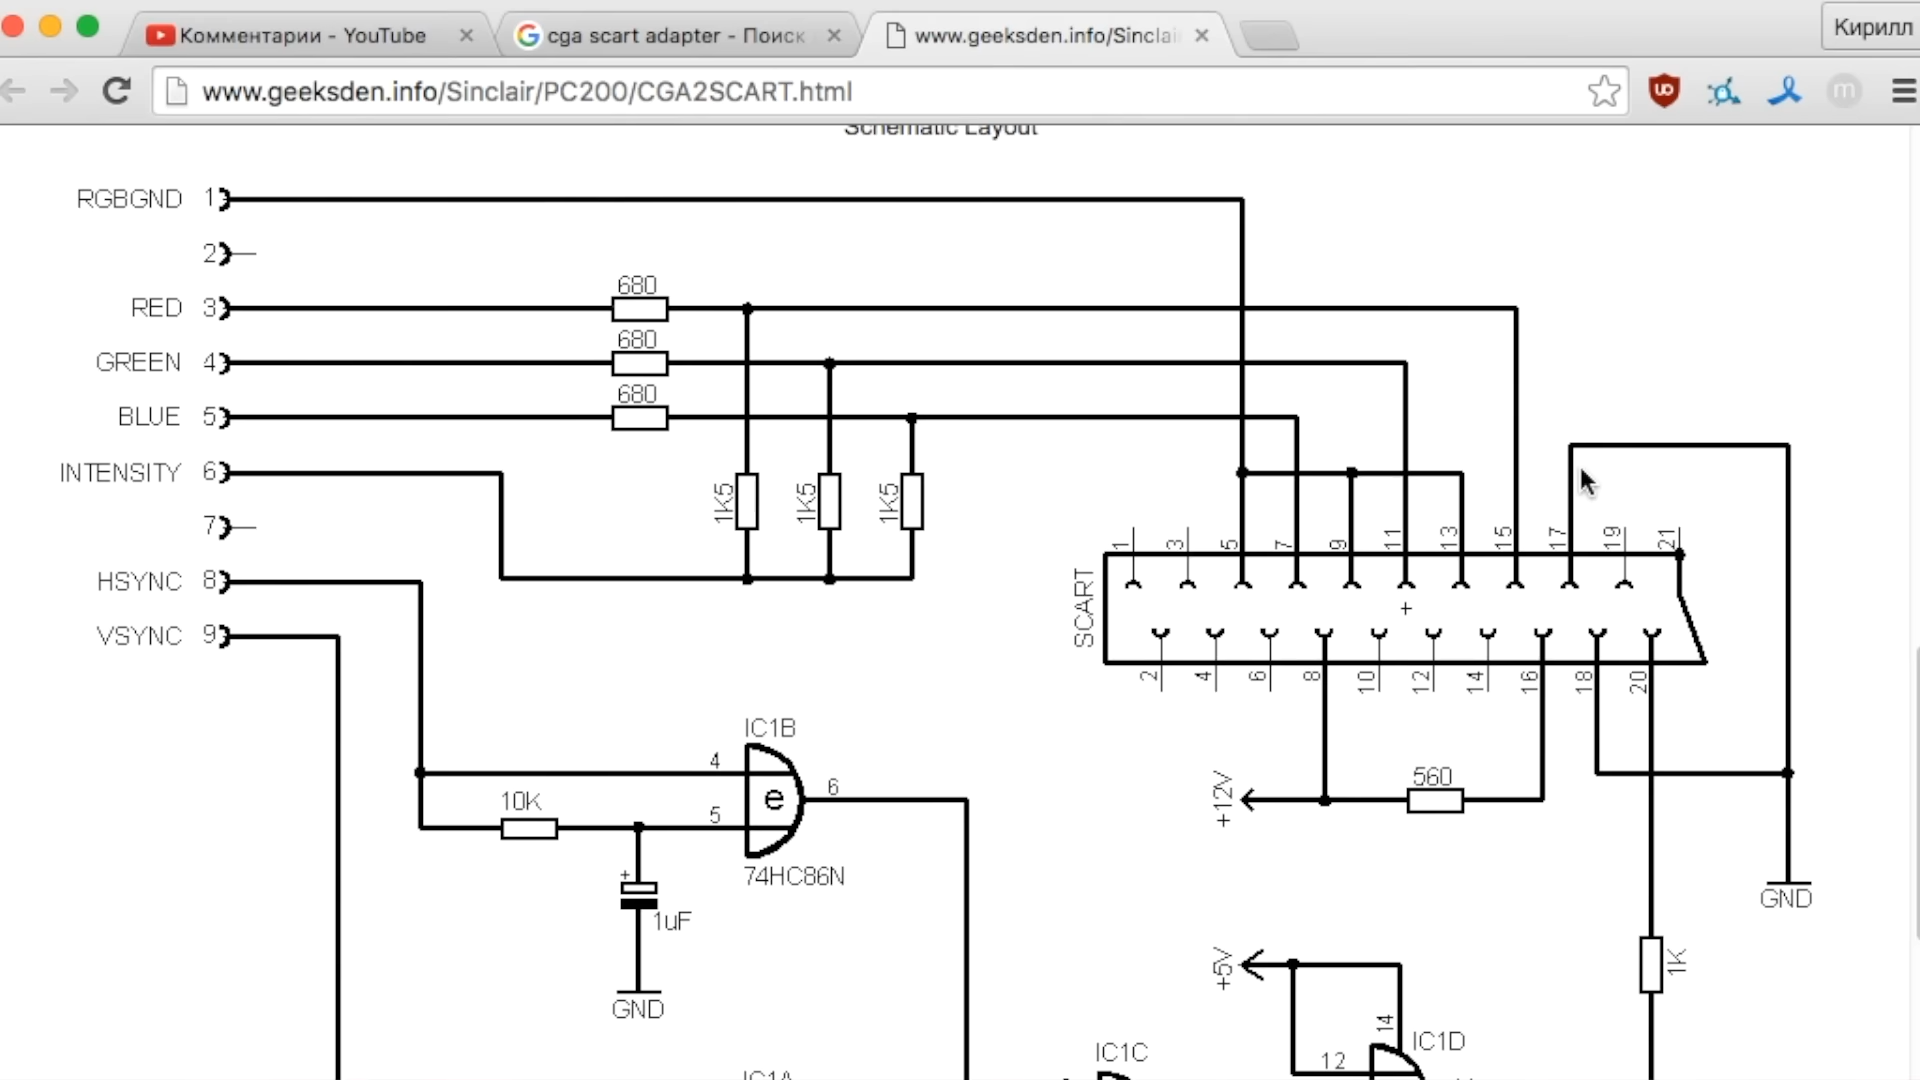 Комментарии - YouTube
cga scart adapter - Поиск
www.geeksden.info/Sinclai
Кирилл
www.geeksden.info/Sinclair/PC200/CGA2SCART.html
Schematic Layout
RGBGND 1
2
RED 3
GREEN 4
BLUE 5
INTENSITY 6
7
HSYNC 8
VSYNC 9
680
680
680
1K5 1K5 1K5
1 3 5 7 9 11 13 15 17 19 21
SCART
+
2 4 6 8 10 12 14 16 18 20
IC1B
4
5
e
6
74HC86N
10K
+
1uF
GND
+12V
560
GND
1K
+5V
14
IC1D
12
IC1C
IC1A